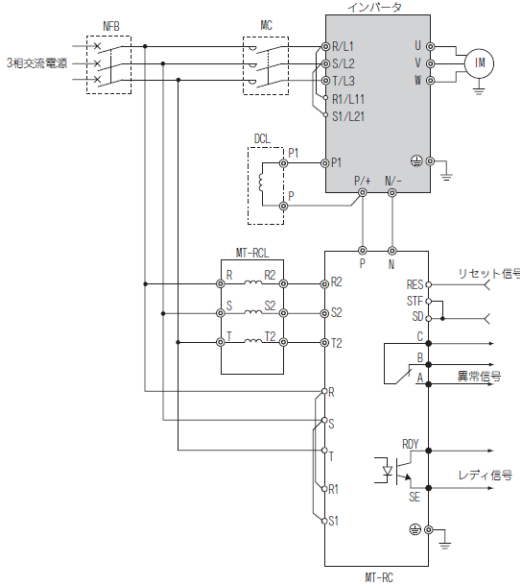 インバータ
NFB
MC
3相交流電源
R/L1
S/L2
T/L3
R1/L11
S1/L21
U
V
W
IM
DCL
P1
P
P1
P/+
N/-
MT-RCL
R
R2
S
S2
T
T2
P
N
R2
S2
T2
RES
リセット信号
STF
SD
C
B
A
異常信号
R
S
T
R1
S1
RDY
レディ信号
SE
MT-RC